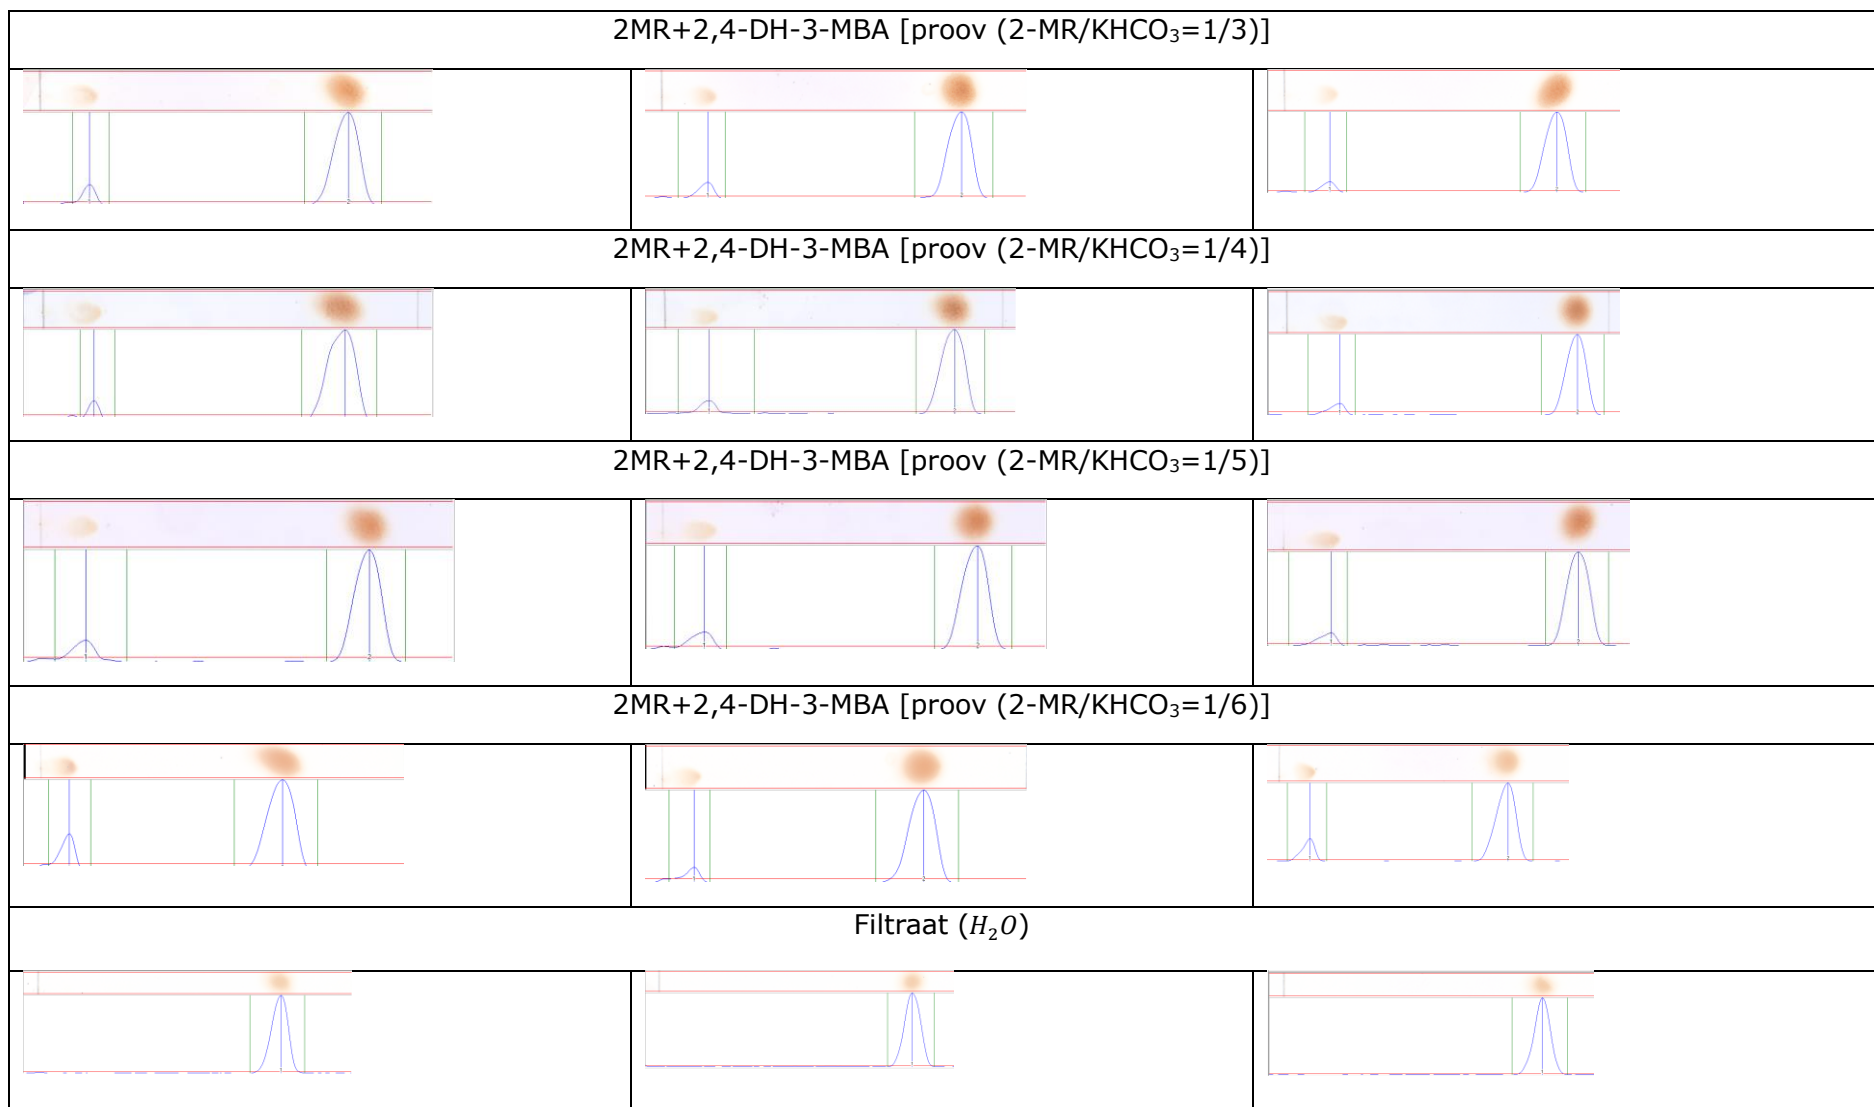 2MR+2,4-DH-3-MBA [proov (2-MR/KHCO₃=1/3)]
2MR+2,4-DH-3-MBA [proov (2-MR/KHCO₃=1/4)]
2MR+2,4-DH-3-MBA [proov (2-MR/KHCO₃=1/5)]
2MR+2,4-DH-3-MBA [proov (2-MR/KHCO₃=1/6)]
Filtraat (H₂O)